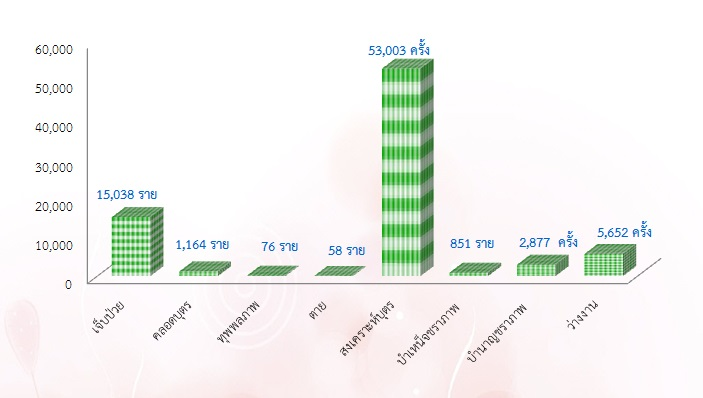 60,000
50,000
40,000
30,000
20,000
10,000
0
15,038 ราย
1,164 ราย
76 ราย
58 ราย
53,003 ครั้ง
851 ราย
2,877 ครั้ง
5,652 ครั้ง
เจ็บป่วย
คลอดบุตร
ทุพพลภาพ
ตาย
สงเคราะห์บุตร
บำเหน็จชราภาพ
บำนาญชราภาพ
ว่างงาน